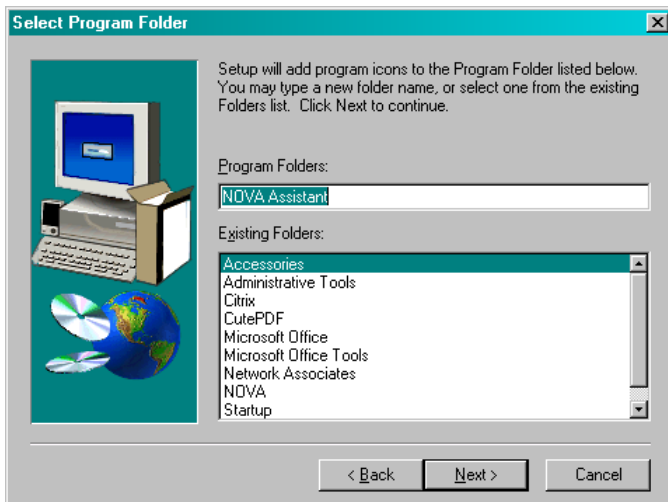 Select Program Folder
Setup will add program icons to the Program Folder listed below.
You may type a new folder name, or select one from the existing
Folders list. Click Next to continue.
Program Folders:
NOVA Assistant
Existing Folders:
Accessories
Administrative Tools
Citrix
CutePDF
Microsoft Office
Microsoft Office Tools
Network Associates
NOVA
Startup
< Back
Next >
Cancel